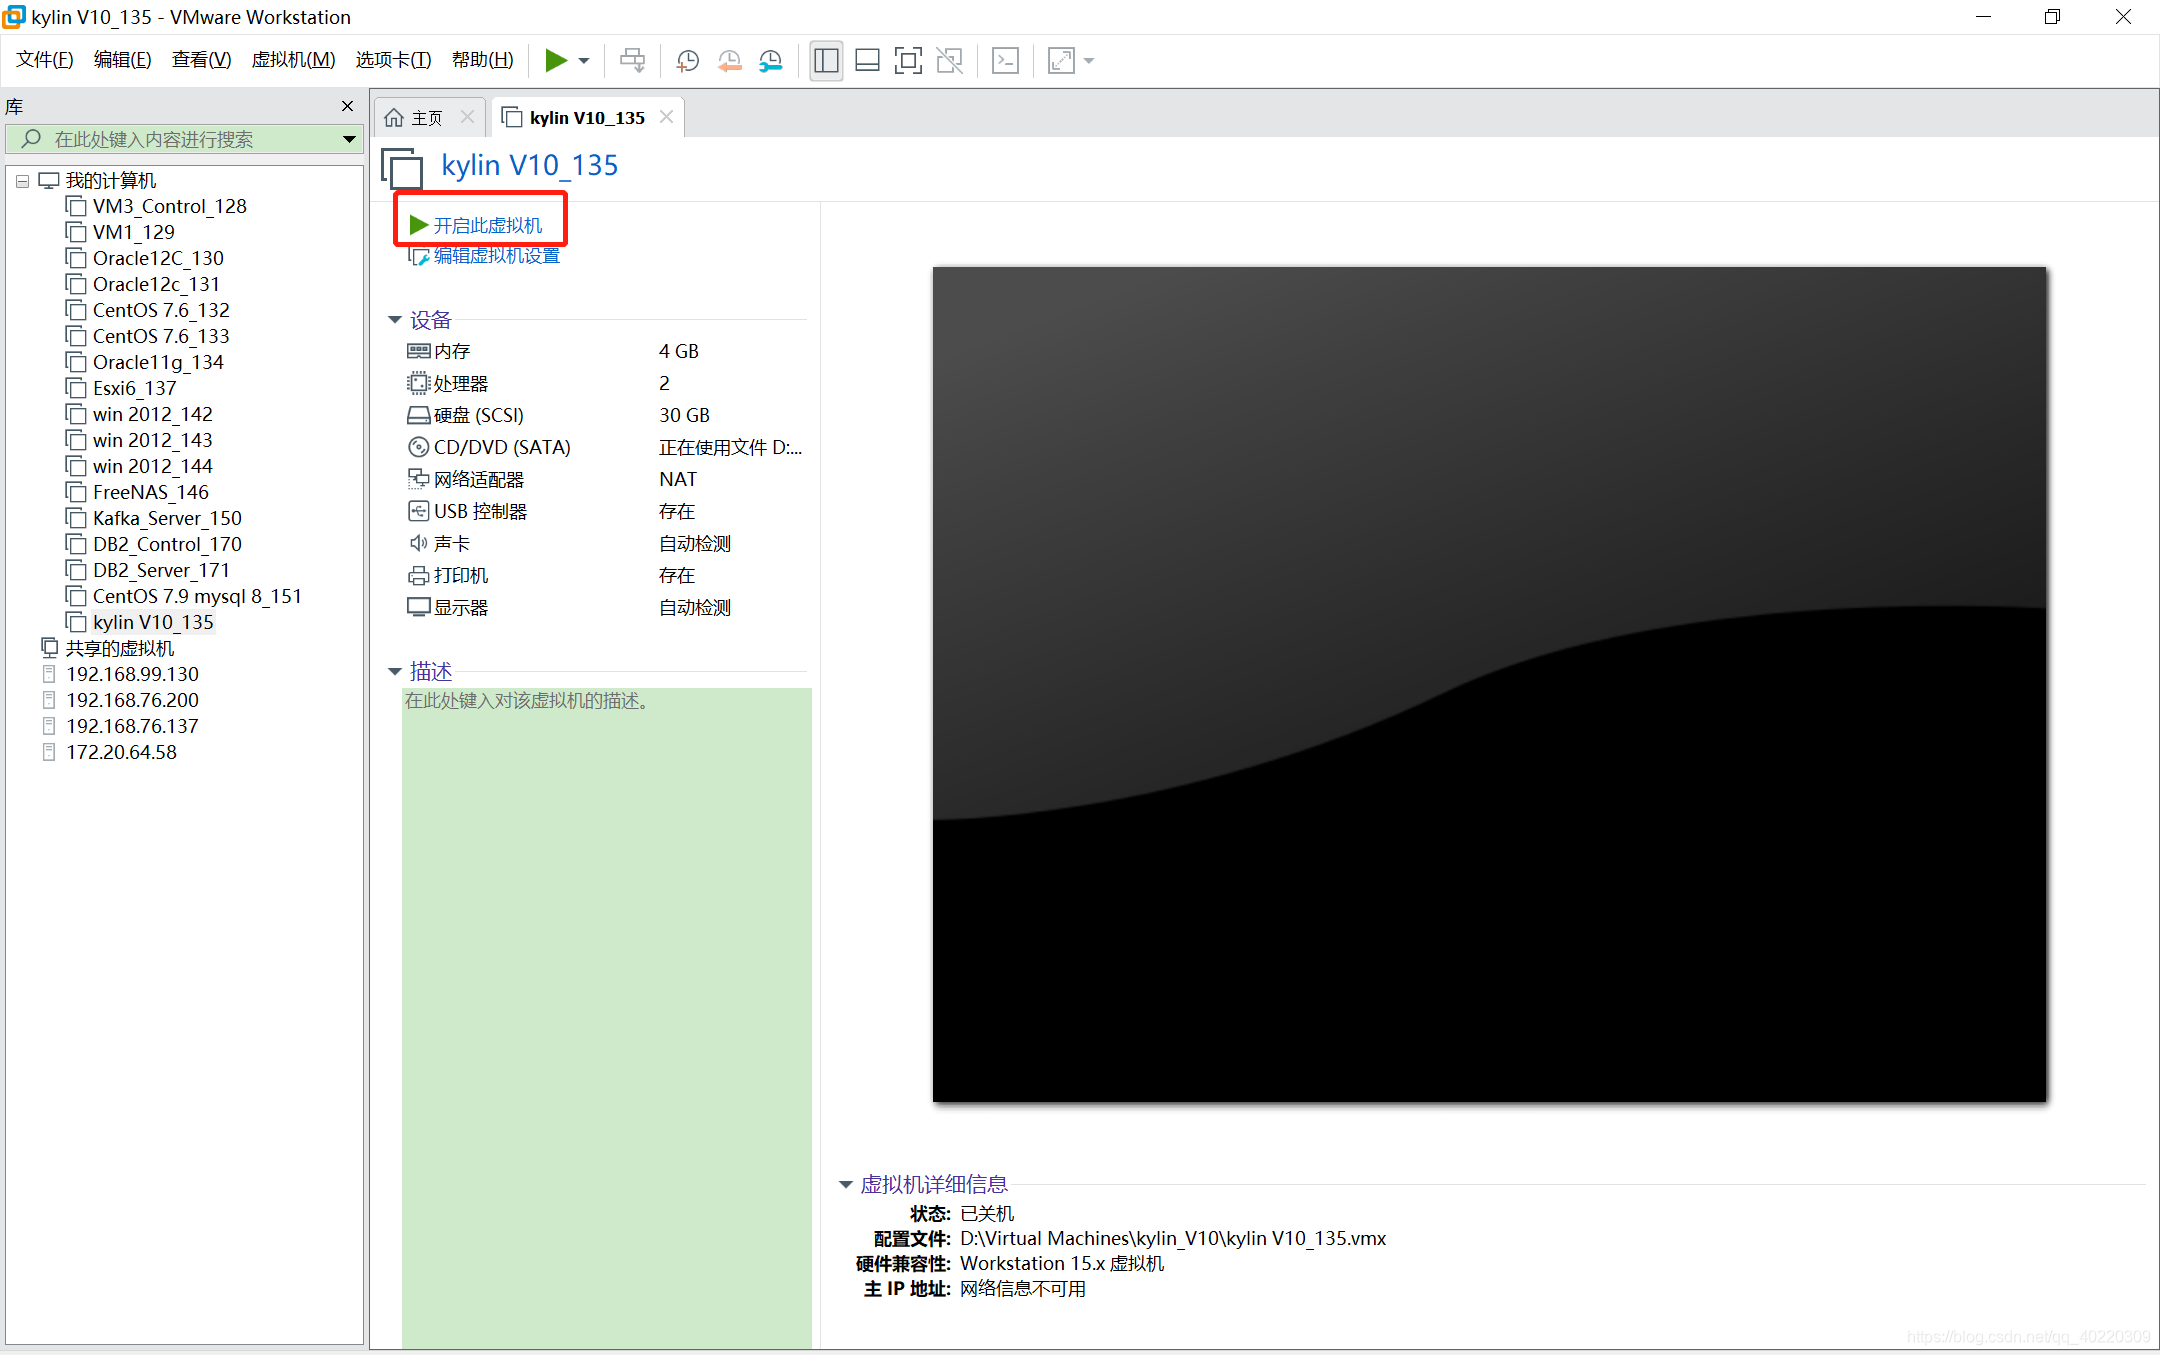 kylin V10_135 - VMware Workstation
文件(F) 编辑(E) 查看(V) 虚拟机(M) 选项卡(T) 帮助(H)
库
在此处键入内容进行搜索
我的计算机
VM3_Control_128
VM1_129
Oracle12C_130
Oracle12c_131
CentOS 7.6_132
CentOS 7.6_133
Oracle11g_134
Esxi6_137
win 2012_142
win 2012_143
win 2012_144
FreeNAS_146
Kafka_Server_150
DB2_Control_170
DB2_Server_171
CentOS 7.9 mysql 8_151
kylin V10_135
共享的虚拟机
192.168.99.130
192.168.76.200
192.168.76.137
172.20.64.58
主页
kylin V10_135
kylin V10_135
开启此虚拟机
编辑虚拟机设置
设备
内存 4 GB
处理器 2
硬盘 (SCSI) 30 GB
CD/DVD (SATA) 正在使用文件 D:...
网络适配器 NAT
USB 控制器 存在
声卡 自动检测
打印机 存在
显示器 自动检测
描述
在此处键入对该虚拟机的描述。
虚拟机详细信息
状态: 已关机
配置文件: D:\Virtual Machines\kylin_V10\kylin V10_135.vmx
硬件兼容性: Workstation 15.x 虚拟机
主 IP 地址: 网络信息不可用
https://blog.csdn.net/qq_40220309